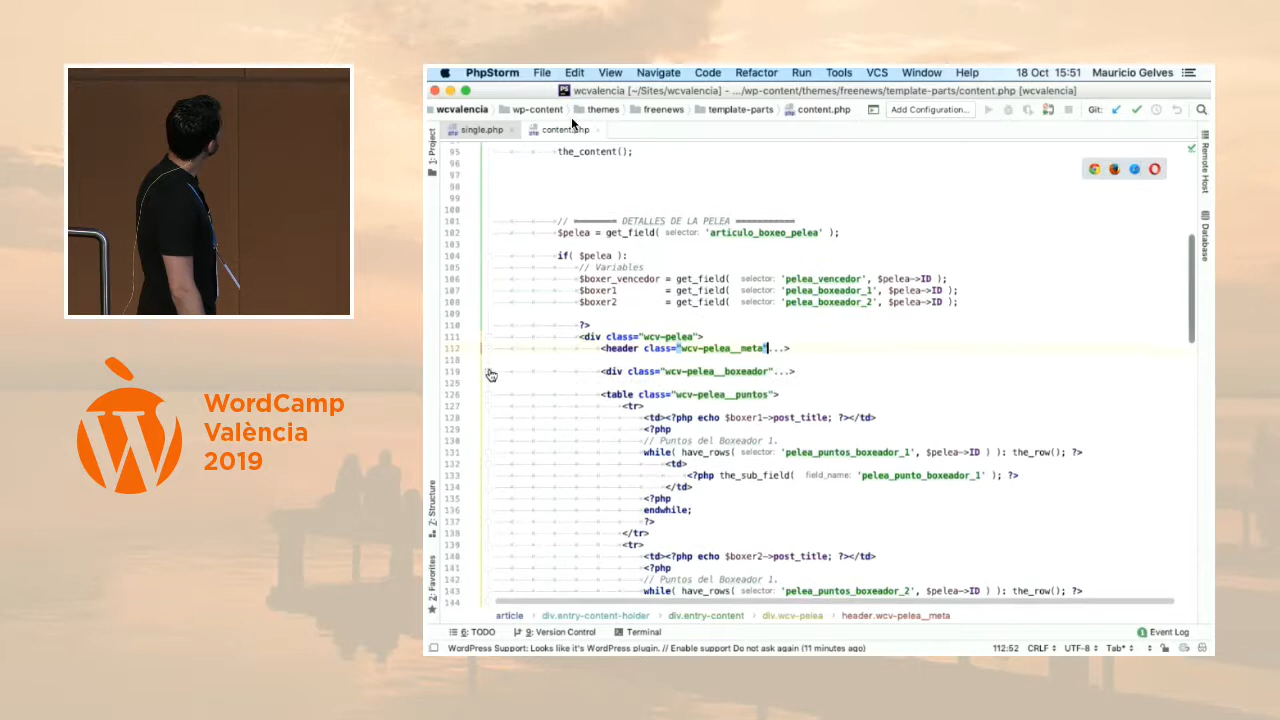 PhpStorm File Edit View Navigate Code Refactor Run Tools VCS Window Help 18 Oct 15:51 Mauricio Gelves
wcvalencia [~/Sites/wcvalencia] - .../wp-content/themes/freenews/template-parts/content.php [wcvalencia]
wcvalencia wp-content themes freenews template-parts content.php Add Configuration... Git:
single.php content.php
1: Project
Remote Host
Database
95 the_content();
96
97
98
99
100
101 // ═══════ DETALLES DE LA PELEA ═══════════
102 $pelea = get_field( selector: 'articulo_boxeo_pelea' );
103
104 if( $pelea ):
105 // Variables
106 $boxer_vencedor = get_field( selector: 'pelea_vencedor', $pelea->ID );
107 $boxer1 = get_field( selector: 'pelea_boxeador_1', $pelea->ID );
108 $boxer2 = get_field( selector: 'pelea_boxeador_2', $pelea->ID );
109
110 ?>
111 <div class="wcv-pelea">
112 <header class="wcv-pelea__meta"...>
118
119 <div class="wcv-pelea__boxeador"...>
125
126 <table class="wcv-pelea__puntos">
127 <tr>
128 <td><?php echo $boxer1->post_title; ?></td>
129 <?php
130 // Puntos del Boxeador 1.
131 while( have_rows( selector: 'pelea_puntos_boxeador_1', $pelea->ID ) ): the_row(); ?>
132 <td>
133 <?php the_sub_field( field_name: 'pelea_punto_boxeador_1' ); ?>
134 </td>
135 <?php
136 endwhile;
137 ?>
138 </tr>
139 <tr>
140 <td><?php echo $boxer2->post_title; ?></td>
141 <?php
142 // Puntos del Boxeador 2.
143 while( have_rows( selector: 'pelea_puntos_boxeador_2', $pelea->ID ) ): the_row(); ?>
144
Z: Structure
2: Favorites
article div.entry-content-holder div.entry-content div.wcv-pelea header.wcv-pelea__meta
6: TODO 9: Version Control Terminal 1 Event Log
WordPress Support: Looks like it's WordPress plugin. // Enable support Do not ask again (11 minutes ago) 112:52 CRLF UTF-8 Tab*
WordCamp
València
2019